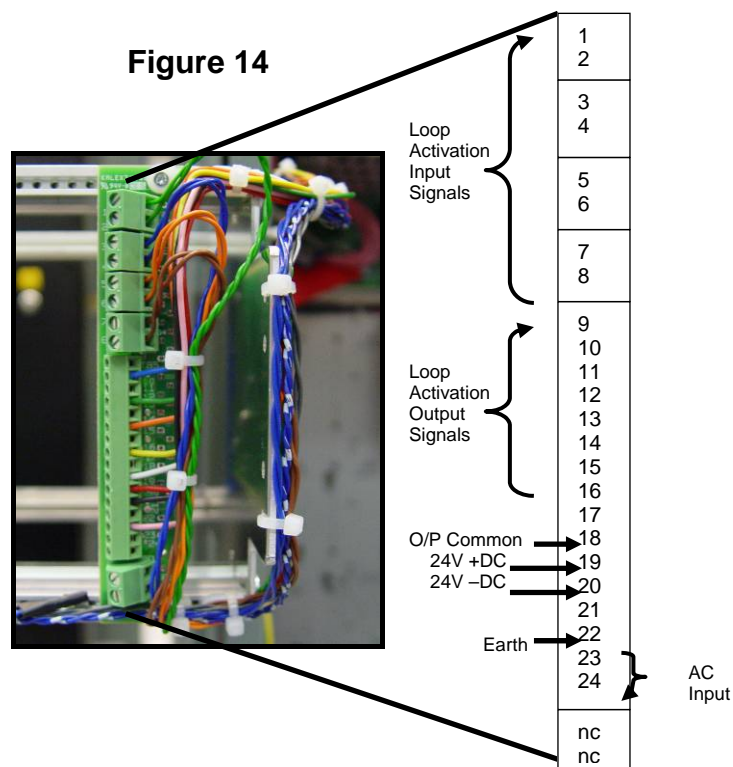 Figure 14
1
2
3
4
Loop
Activation
Input
Signals
5
6
7
8
9
10
11
12
13
14
15
16
17
18
19
20
21
22
23
24
Loop
Activation
Output
Signals
O/P Common
24V +DC
24V –DC
Earth
AC
Input
nc
nc